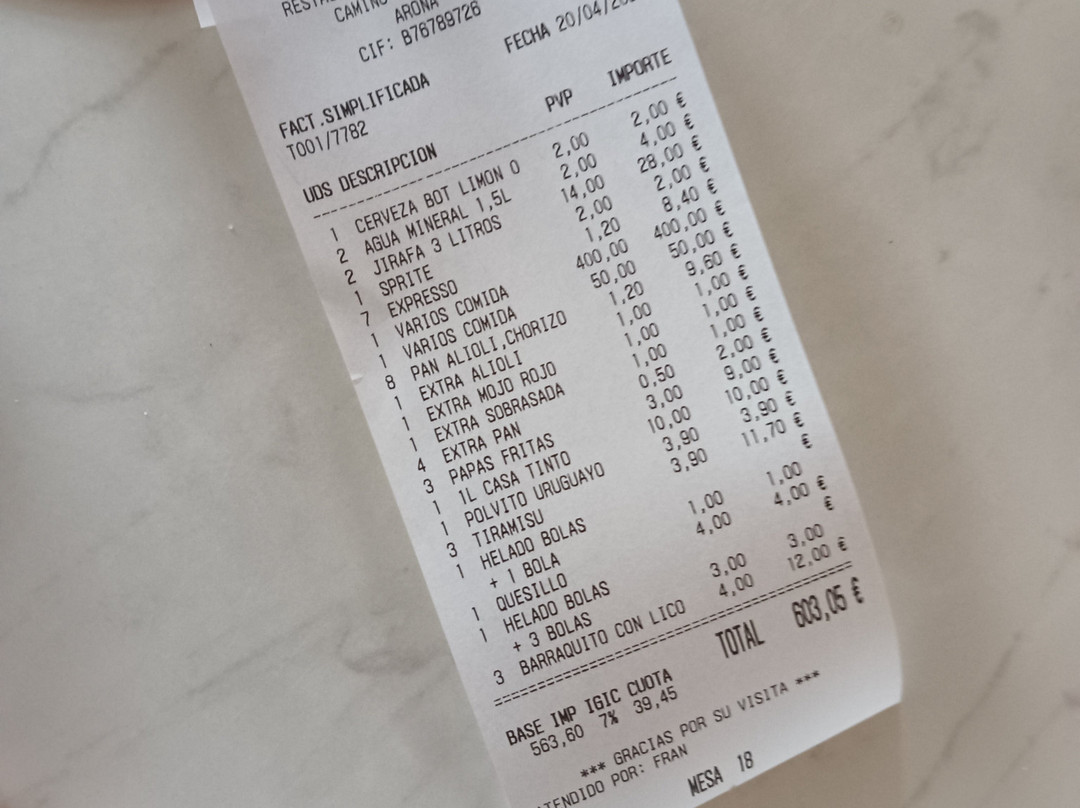 CAMINO
ARONA
CIF: B76789726
FECHA 20/04/20
FACT.SIMPLIFICADA
T001/7782
UDS DESCRIPCION PVP IMPORTE
1 CERVEZA BOT LIMON 0 2,00 2,00 €
2 AGUA MINERAL 1,5L 2,00 4,00 €
2 JIRAFA 3 LITROS 14,00 28,00 €
1 SPRITE 2,00 2,00 €
7 EXPRESSO 1,20 8,40 €
1 VARIOS COMIDA 400,00 400,00 €
1 VARIOS COMIDA 50,00 50,00 €
8 PAN ALIOLI,CHORIZO 1,20 9,60 €
1 EXTRA ALIOLI 1,00 1,00 €
1 EXTRA MOJO ROJO 1,00 1,00 €
1 EXTRA SOBRASADA 1,00 1,00 €
4 EXTRA PAN 0,50 2,00 €
3 PAPAS FRITAS 3,00 9,00 €
1 1L CASA TINTO 10,00 10,00 €
1 POLVITO URUGUAYO 3,90 3,90 €
3 TIRAMISU 3,90 11,70 €
1 HELADO BOLAS €
+ 1 BOLA 1,00 1,00
1 QUESILLO 4,00 4,00 €
1 HELADO BOLAS €
+ 3 BOLAS 3,00 3,00
3 BARRAQUITO CON LICO 4,00 12,00 €
TOTAL 603,05 €
BASE IMP IGIC CUOTA
563,60 7% 39,45
*** GRACIAS POR SU VISITA ***
ATENDIDO POR: FRAN
MESA 18